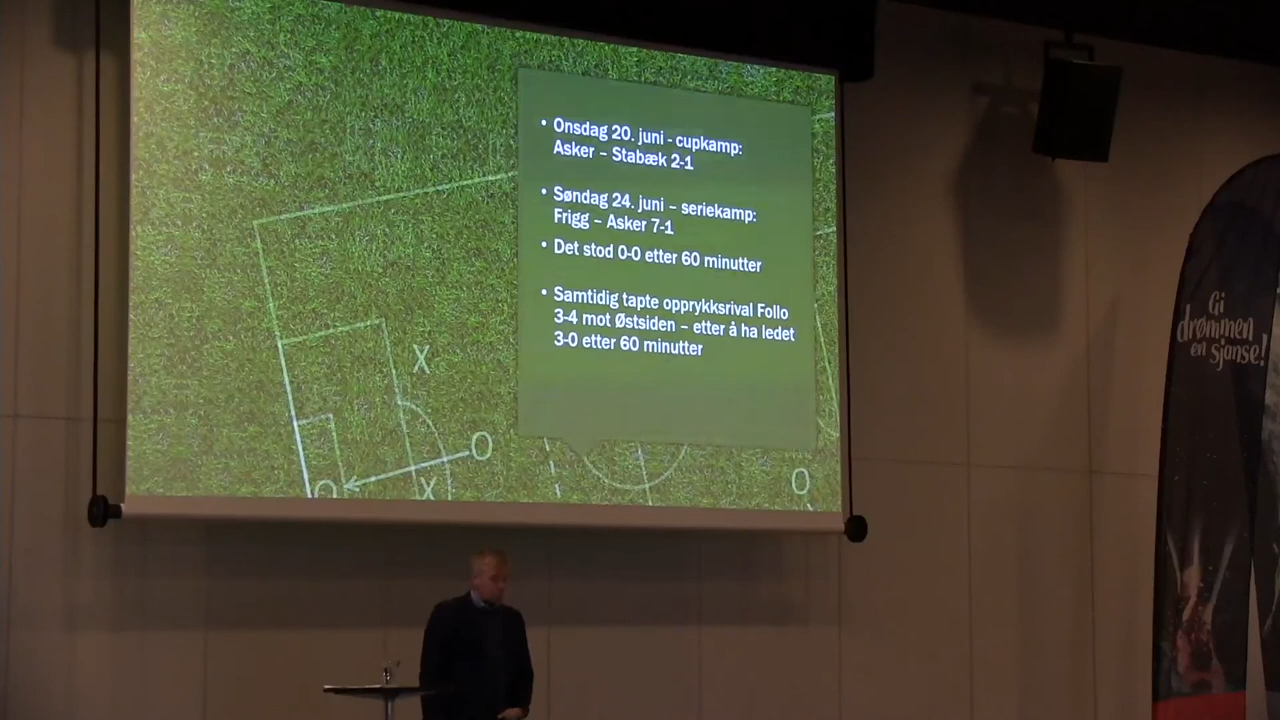 • Onsdag 20. juni - cupkamp:
Asker – Stabæk 2-1
• Søndag 24. juni – seriekamp:
Frigg – Asker 7-1
• Det stod 0-0 etter 60 minutter
• Samtidig tapte opprykksrival Follo
3-4 mot Østsiden – etter å ha ledet
3-0 etter 60 minutter
X
O
X
O
O
Gi
drømmen
en sjanse!